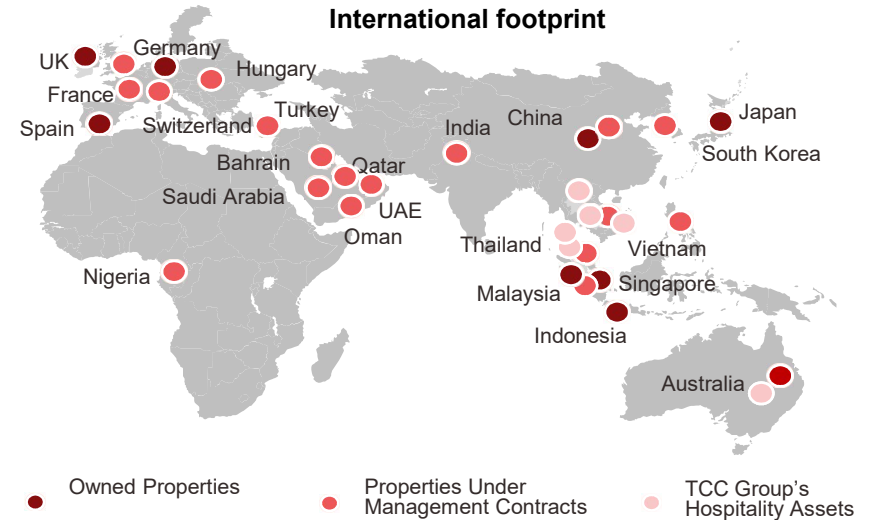 International footprint
UK
Germany
Hungary
France
Spain
Switzerland
Turkey
India
China
Japan
South Korea
Bahrain
Qatar
Saudi Arabia
UAE
Oman
Thailand
Vietnam
Nigeria
Malaysia
Singapore
Indonesia
Australia
Owned Properties
Properties Under
Management Contracts
TCC Group's
Hospitality Assets